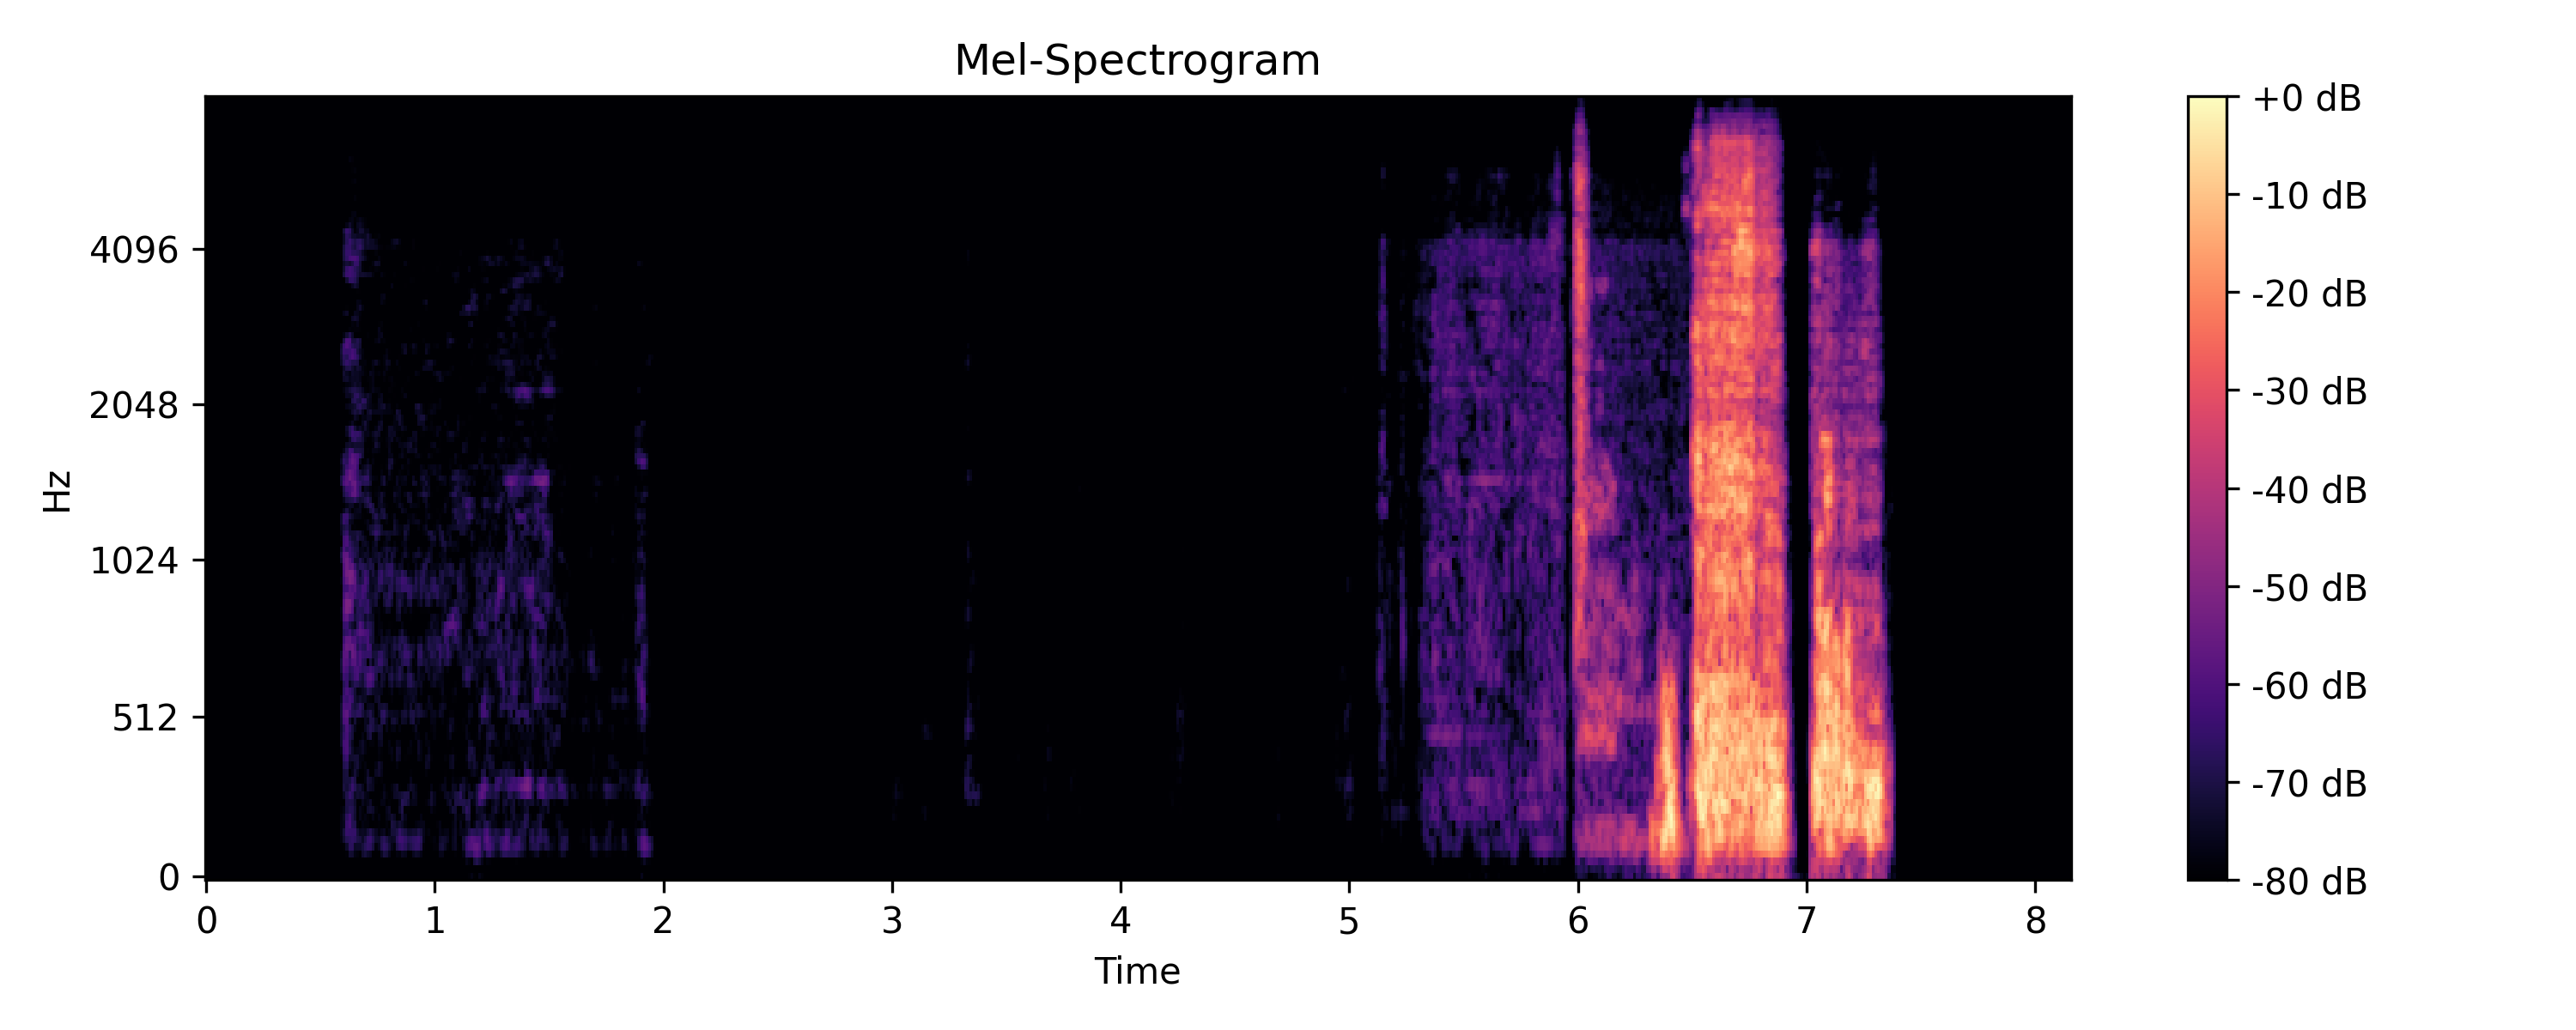 Mel-Spectrogram
+0 dB
-10 dB
-20 dB
-30 dB
-40 dB
-50 dB
-60 dB
-70 dB
-80 dB
4096
2048
1024
512
0
Hz
0 1 2 3 4 5 6 7 8
Time